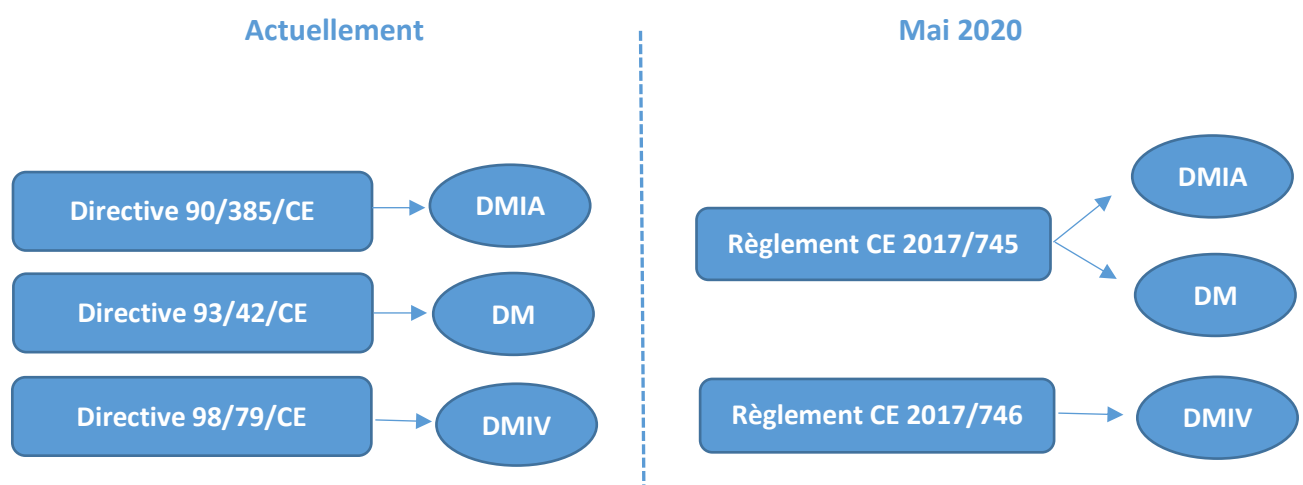 Actuellement
Directive 90/385/CE
DMIA
Directive 93/42/CE
DM
Directive 98/79/CE
DMIV
Mai 2020
Règlement CE 2017/745
DMIA
DM
Règlement CE 2017/746
DMIV